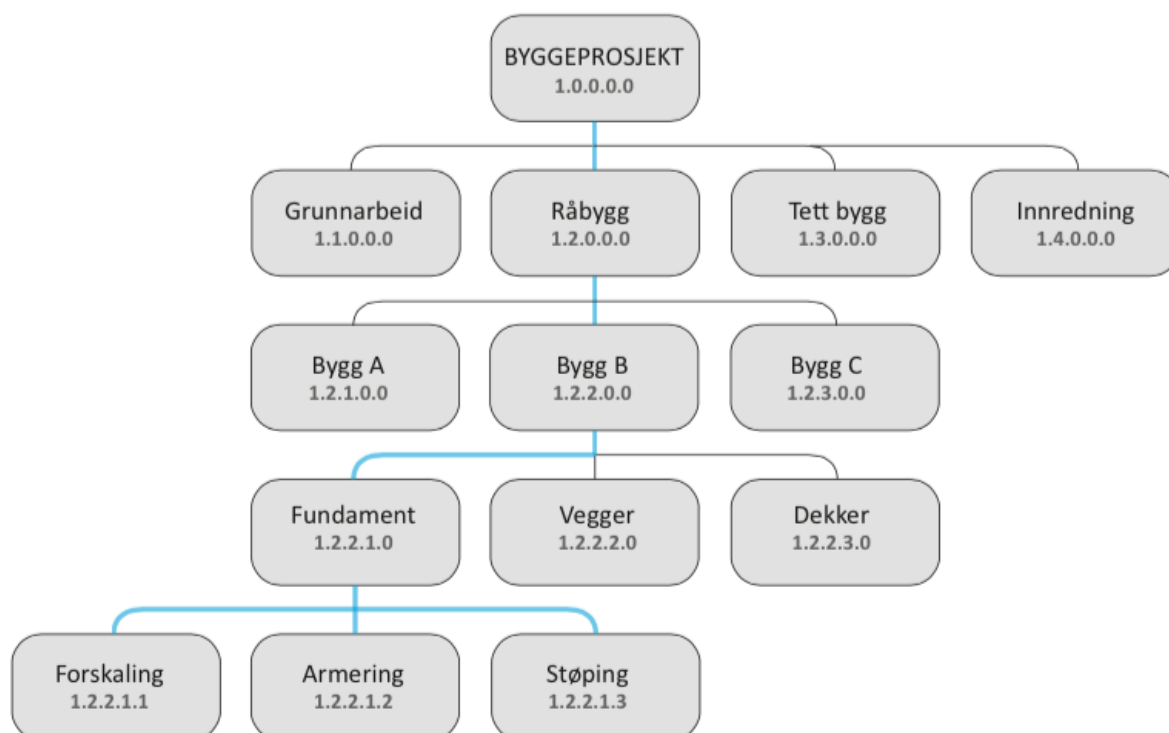 BYGGEPROSJEKT
1.0.0.0.0
Grunnarbeid
1.1.0.0.0
Råbygg
1.2.0.0.0
Tett bygg
1.3.0.0.0
Innredning
1.4.0.0.0
Bygg A
1.2.1.0.0
Bygg B
1.2.2.0.0
Bygg C
1.2.3.0.0
Fundament
1.2.2.1.0
Vegger
1.2.2.2.0
Dekker
1.2.2.3.0
Forskaling
1.2.2.1.1
Armering
1.2.2.1.2
Støping
1.2.2.1.3